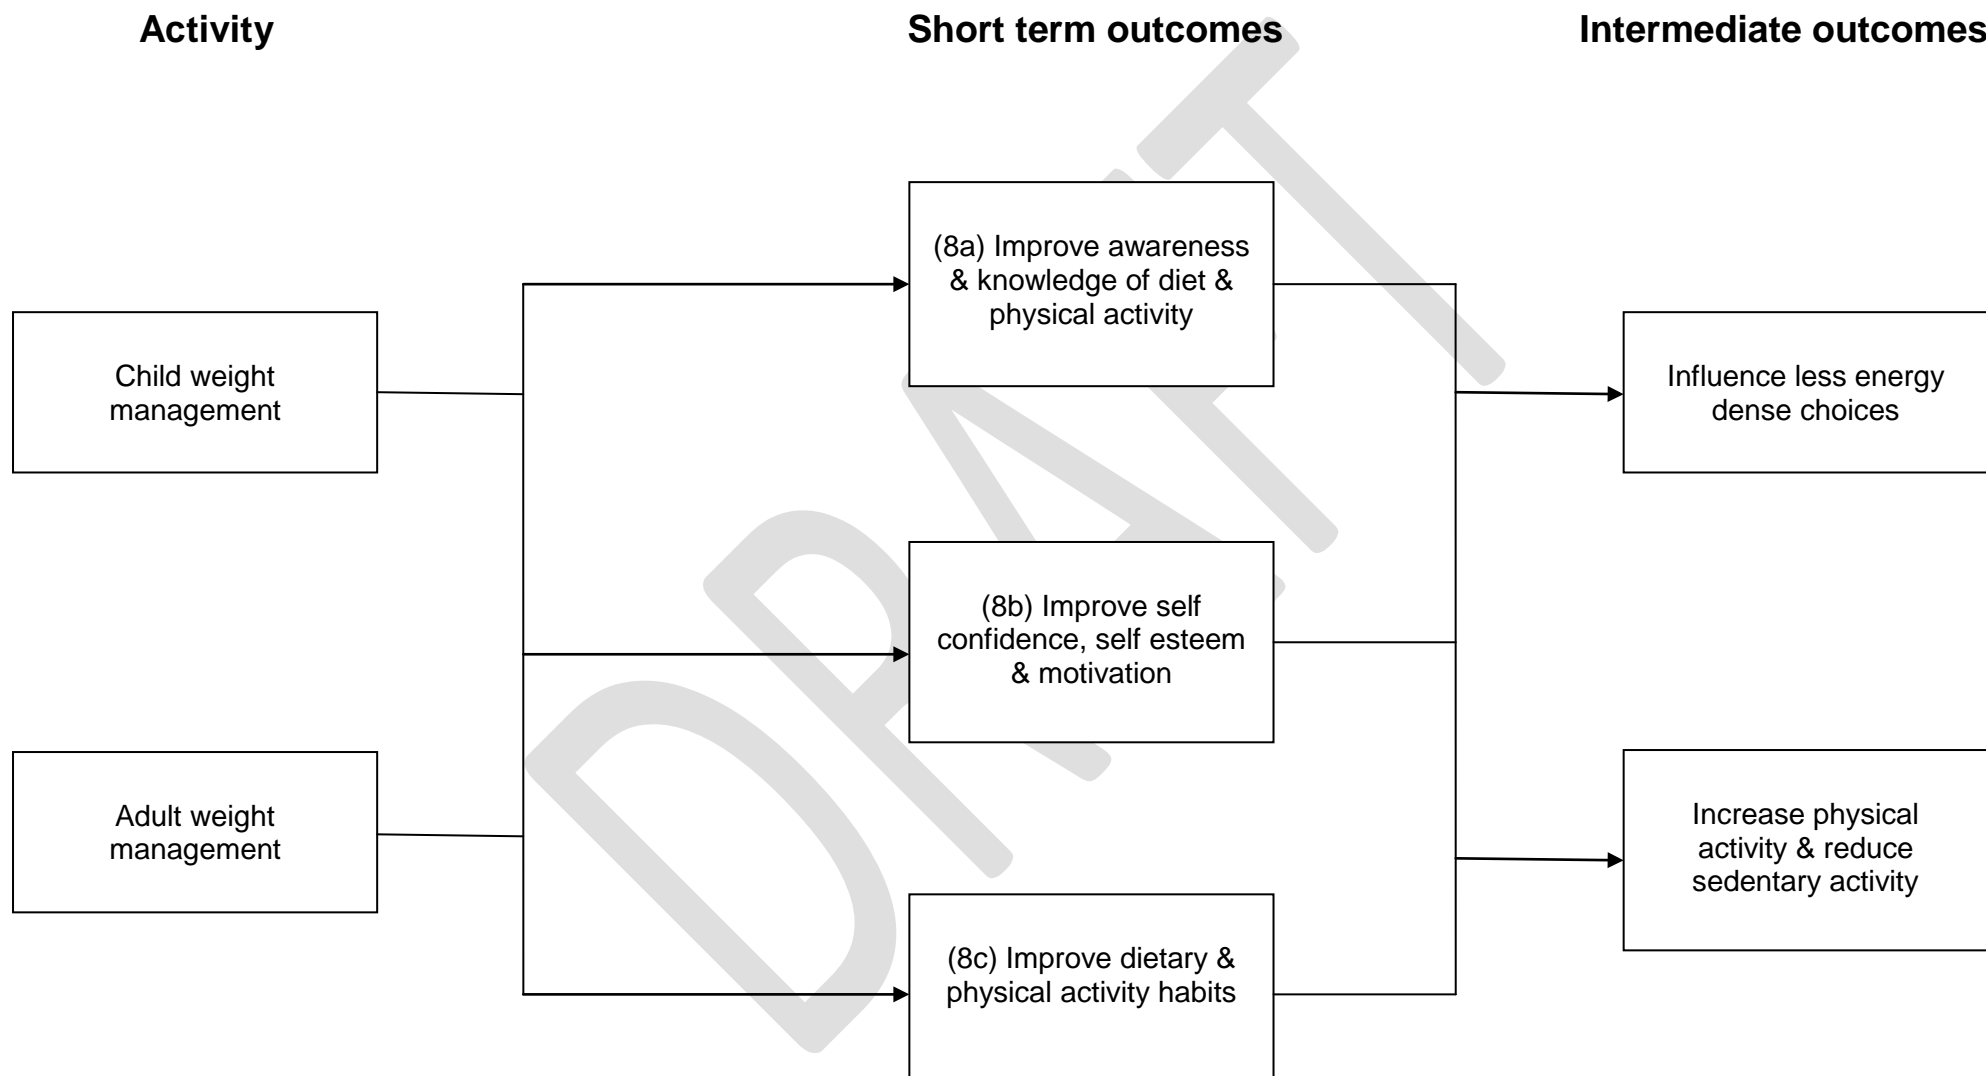 Activity
Short term outcomes
Intermediate outcomes
(8a) Improve awareness
& knowledge of diet &
physical activity
Child weight
management
Influence less energy
dense choices
(8b) Improve self
confidence, self esteem
& motivation
Adult weight
management
Increase physical
activity & reduce
sedentary activity
(8c) Improve dietary &
physical activity habits
DRAFT